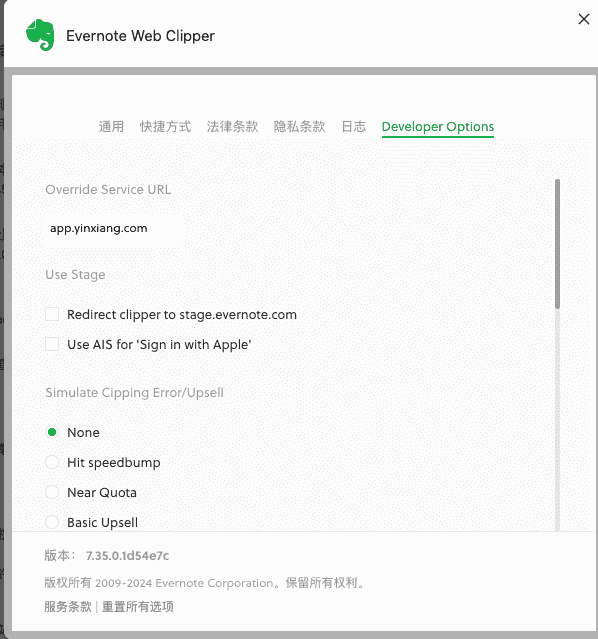 Evernote Web Clipper
通用 快捷方式 法律条款 隐私条款 日志 Developer Options
Override Service URL
app.yinxiang.com
Use Stage
Redirect clipper to stage.evernote.com
Use AIS for 'Sign in with Apple'
Simulate Cipping Error/Upsell
None
Hit speedbump
Near Quota
Basic Upsell
版本： 7.35.0.1d54e7c
版权所有 2009-2024 Evernote Corporation。保留所有权利。
服务条款 | 重置所有选项